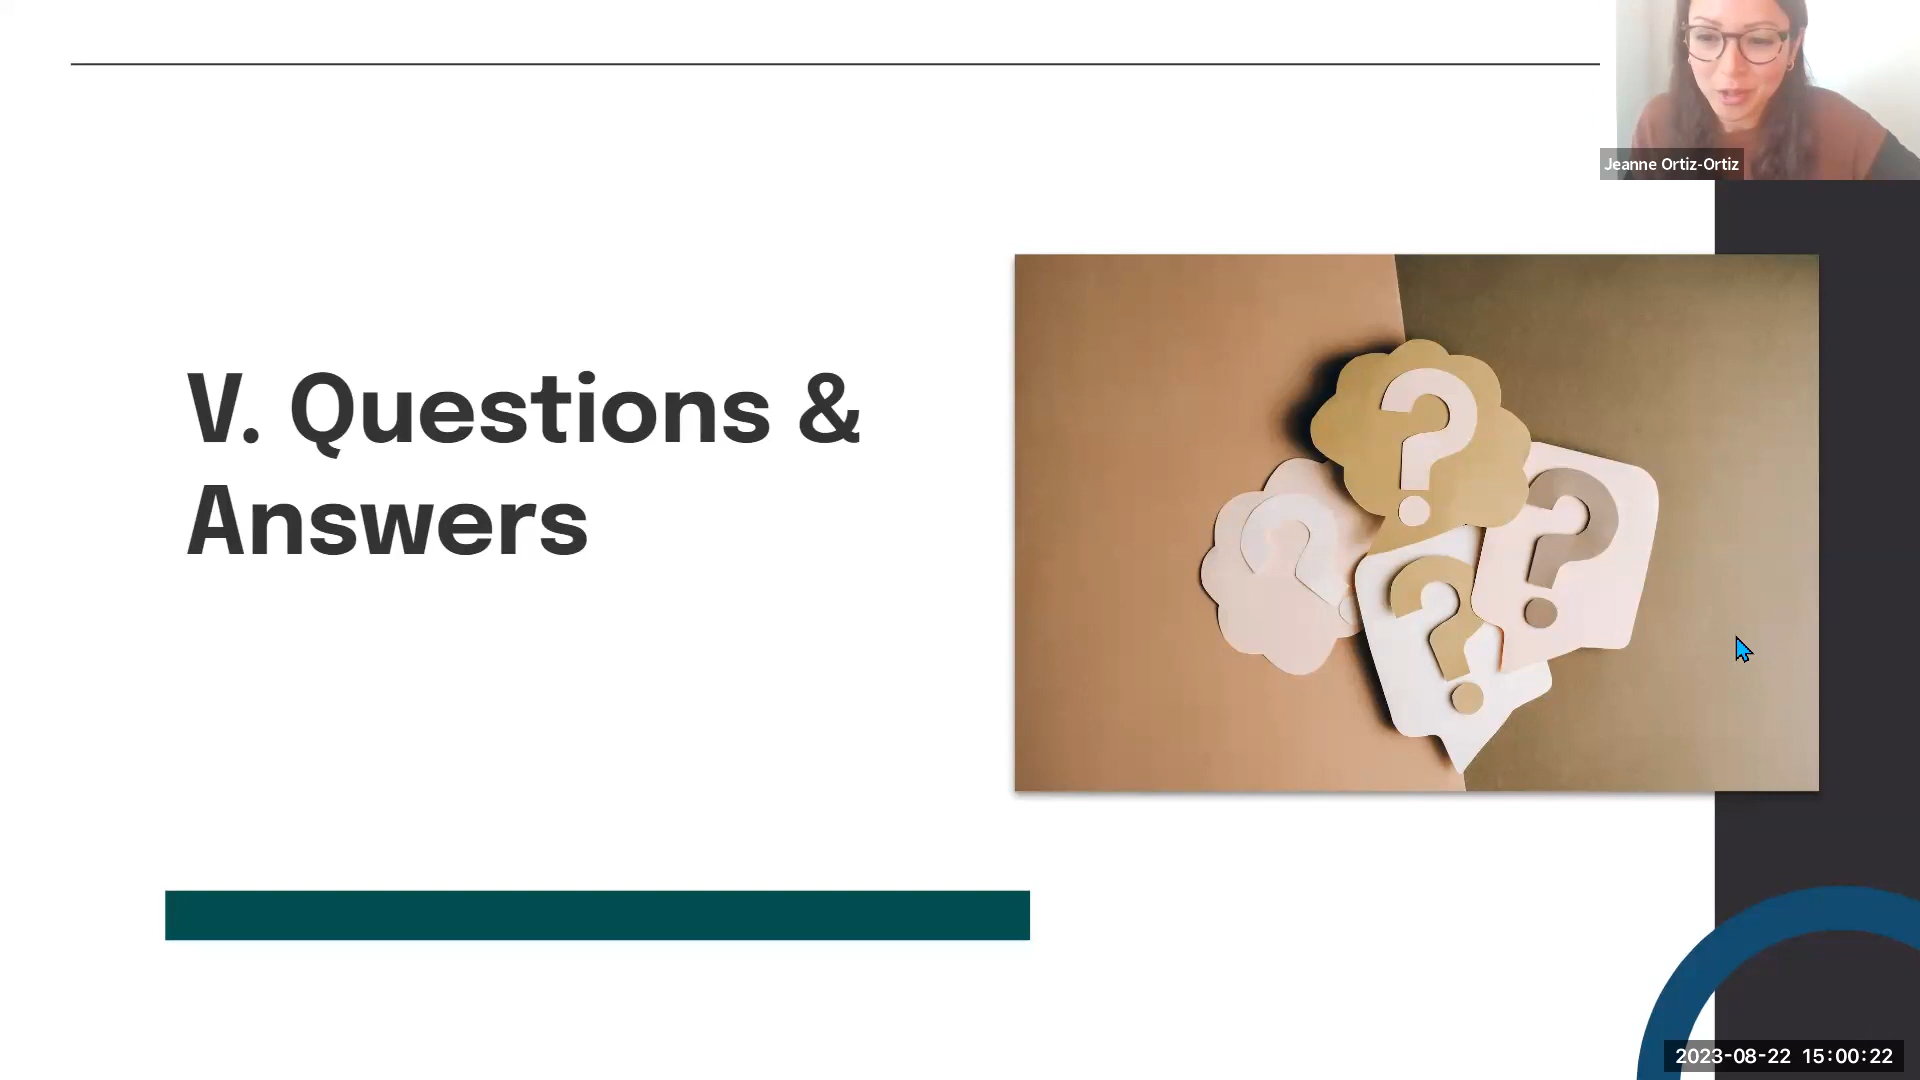 Jeanne Ortiz-Ortiz
V. Questions &
Answers
?
?
?
?
2023-08-22 15:00:22